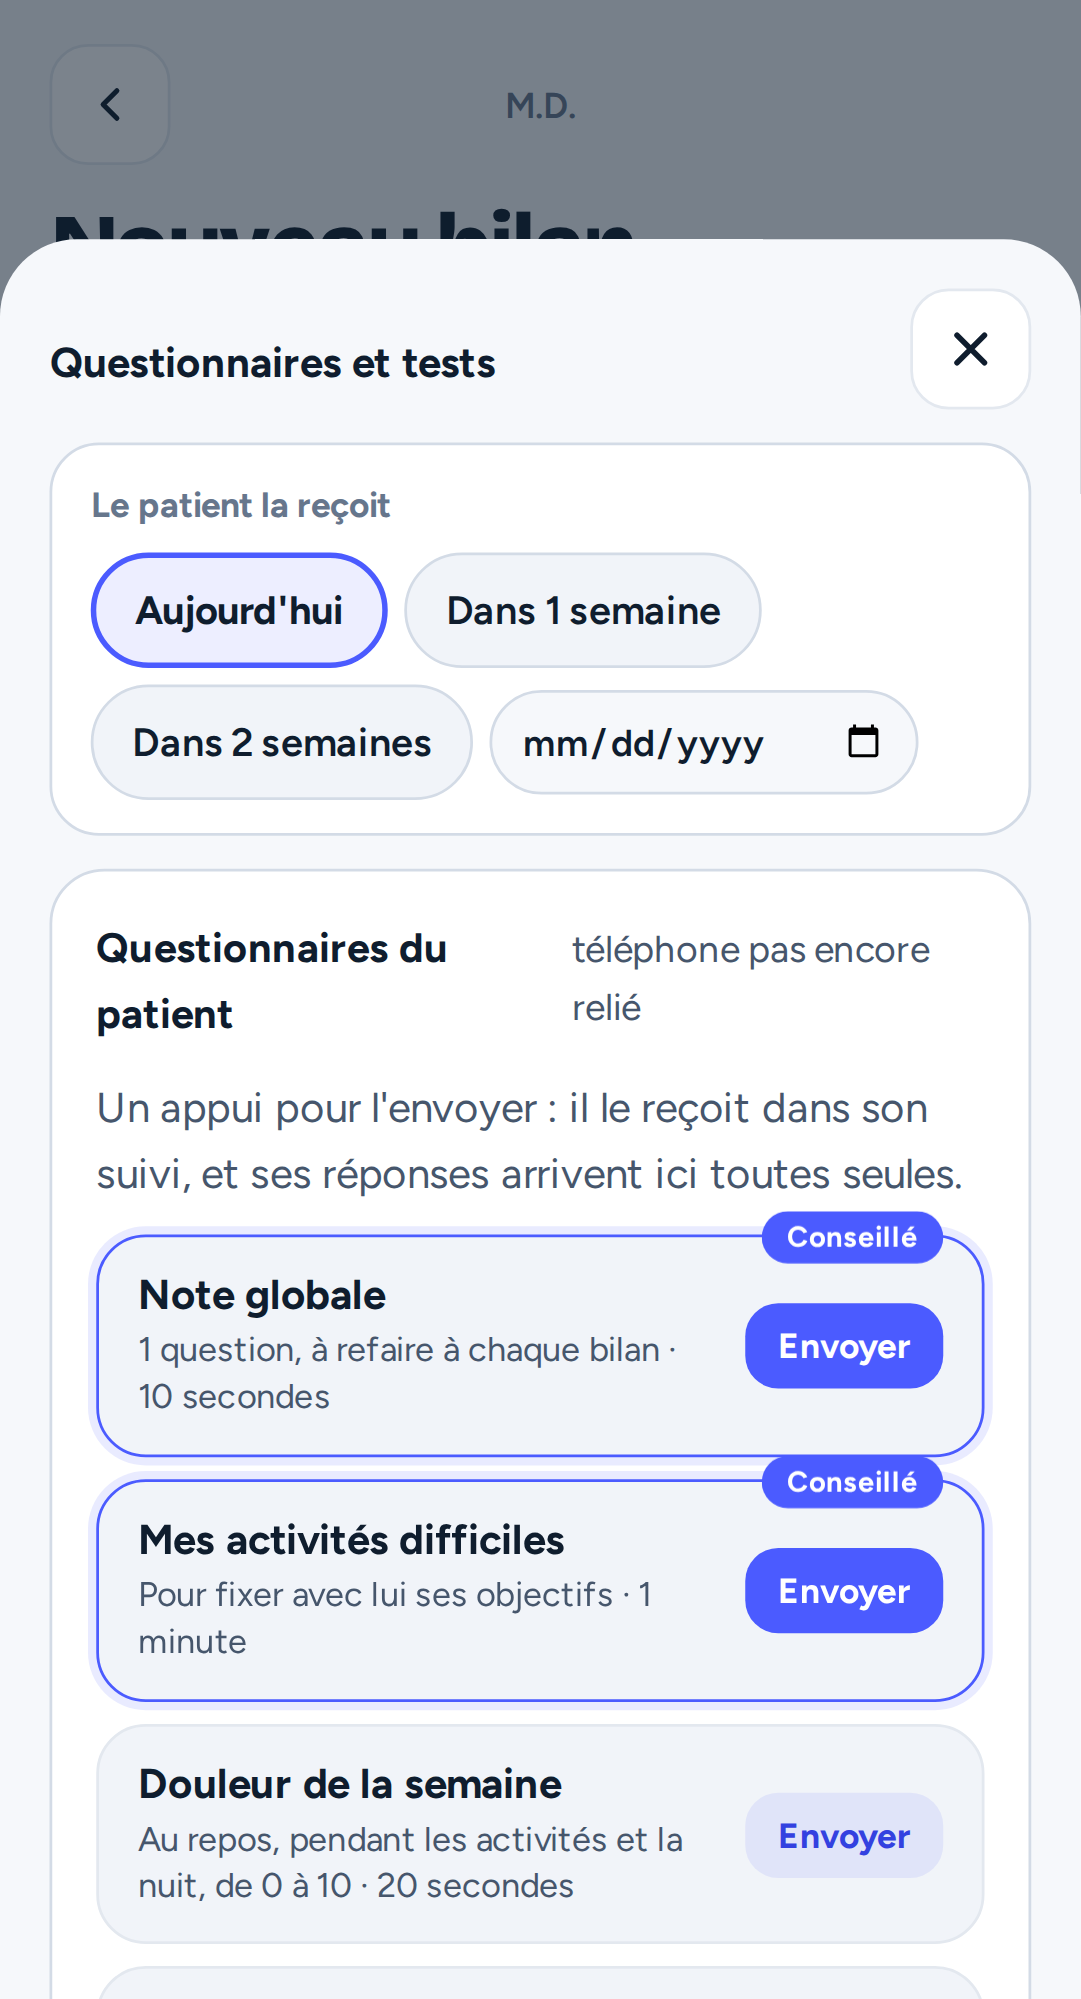 M.D.
Nouveau bilan
Questionnaires et tests
Le patient la reçoit
Aujourd'hui
Dans 1 semaine
Dans 2 semaines
mm/dd/yyyy
Questionnaires du
patient
téléphone pas encore
relié
Un appui pour l'envoyer : il le reçoit dans son
suivi, et ses réponses arrivent ici toutes seules.
Conseillé
Note globale
1 question, à refaire à chaque bilan ·
10 secondes
Envoyer
Conseillé
Mes activités difficiles
Pour fixer avec lui ses objectifs · 1
minute
Envoyer
Douleur de la semaine
Au repos, pendant les activités et la
nuit, de 0 à 10 · 20 secondes
Envoyer